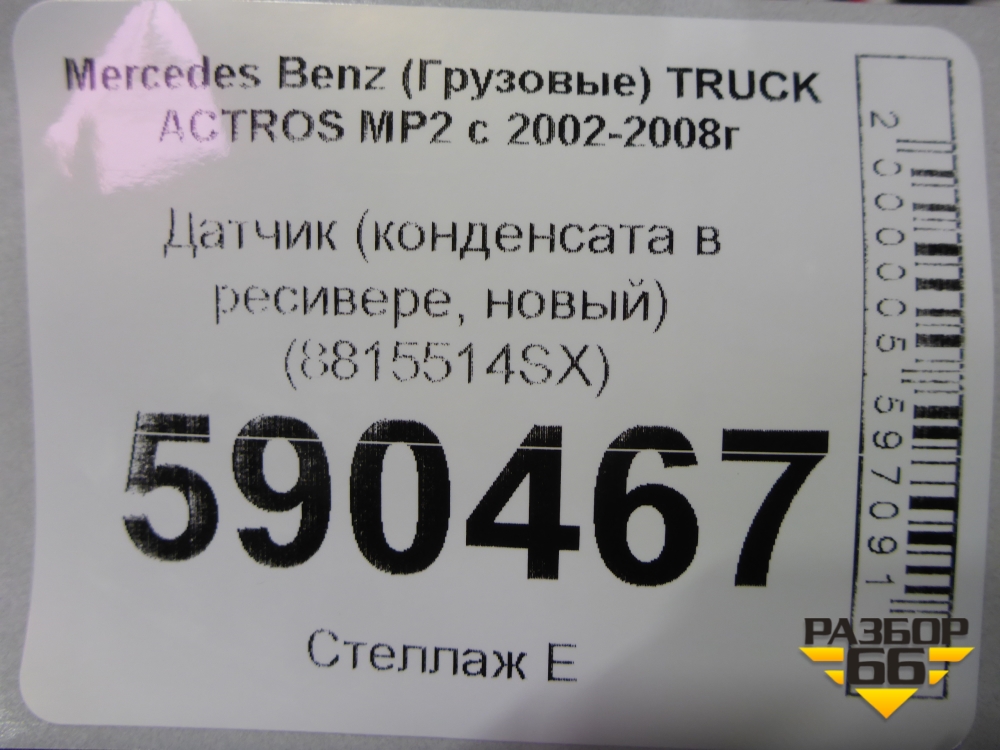 Mercedes Benz (Грузовые) TRUCK
ACTROS MP2 с 2002-2008г
Датчик (конденсата в
ресивере, новый)
(8815514SX)
590467
Стеллаж Е
2000005597091
РАЗБОР
66